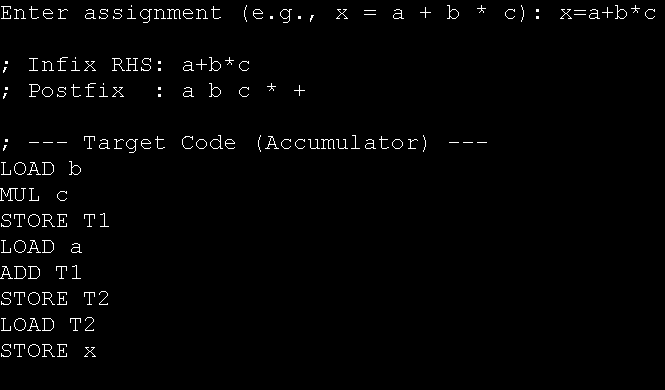 Enter assignment (e.g., x = a + b * c): x=a+b*c
; Infix RHS: a+b*c
; Postfix  : a b c * +
; --- Target Code (Accumulator) ---
LOAD b
MUL c
STORE T1
LOAD a
ADD T1
STORE T2
LOAD T2
STORE x